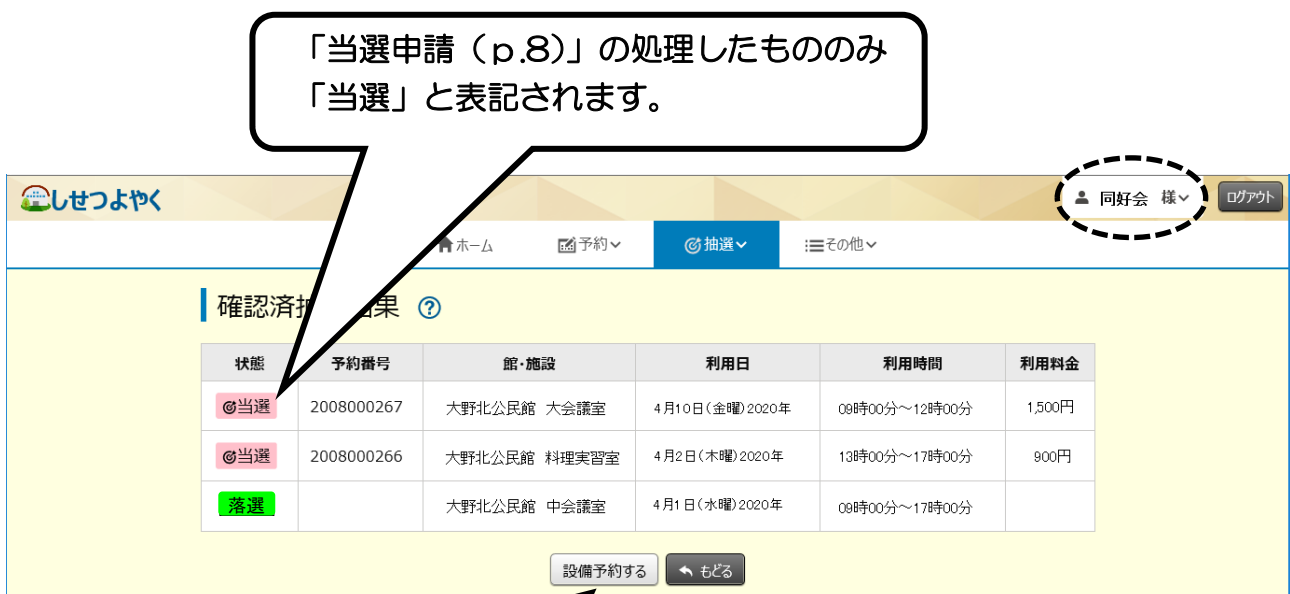 「当選申請（p.8）」の処理したもののみ
「当選」と表記されます。
しせつよやく
同好会 様
ログアウト
ホーム 予約 抽選 その他
確認済 果 ?
状態 予約番号 館・施設 利用日 利用時間 利用料金
当選 2008000267 大野北公民館 大会議室 4月10日(金曜)2020年 09時00分～12時00分 1,500円
当選 2008000266 大野北公民館 料理実習室 4月2日(木曜)2020年 13時00分～17時00分 900円
落選 大野北公民館 中会議室 4月1日(水曜)2020年 09時00分～17時00分
設備予約する もどる